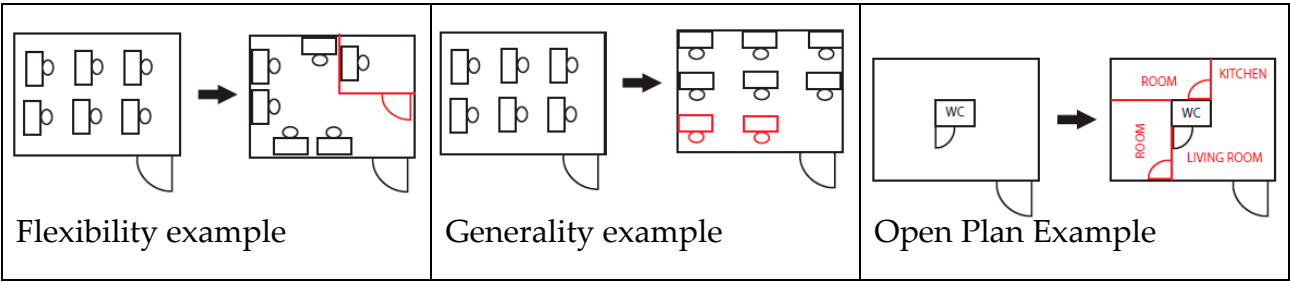 WC
ROOM
KITCHEN
WC
ROOM
LIVING ROOM
Flexibility example
Generality example
Open Plan Example